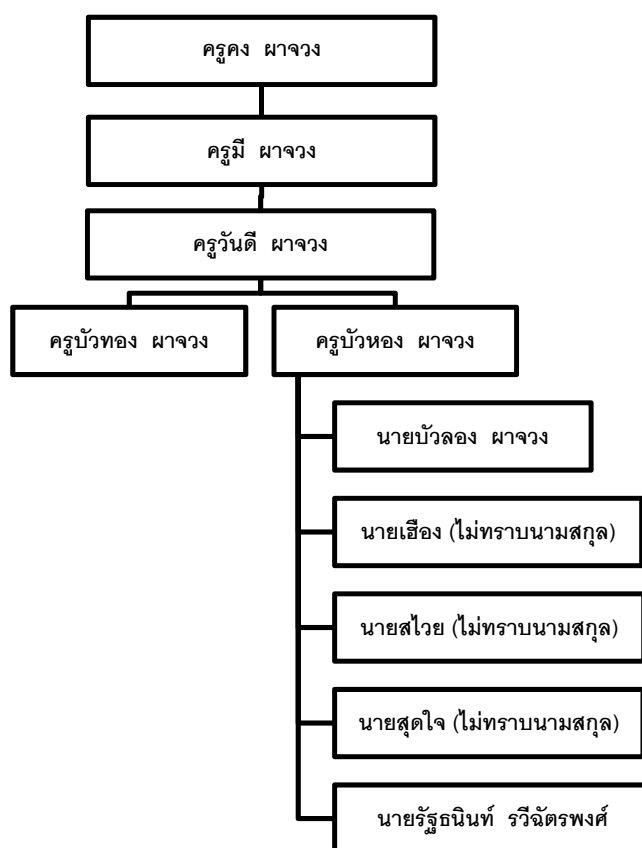 ครูคง ผาจวง
ครูมี ผาจวง
ครูวันดี ผาจวง
ครูบัวทอง ผาจวง
ครูบัวหอง ผาจวง
นายบัวลอง ผาจวง
นายเฮือง (ไม่ทราบนามสกุล)
นายสไวย (ไม่ทราบนามสกุล)
นายสุดใจ (ไม่ทราบนามสกุล)
นายรัฐธนินท์ รวีฉัตรพงศ์